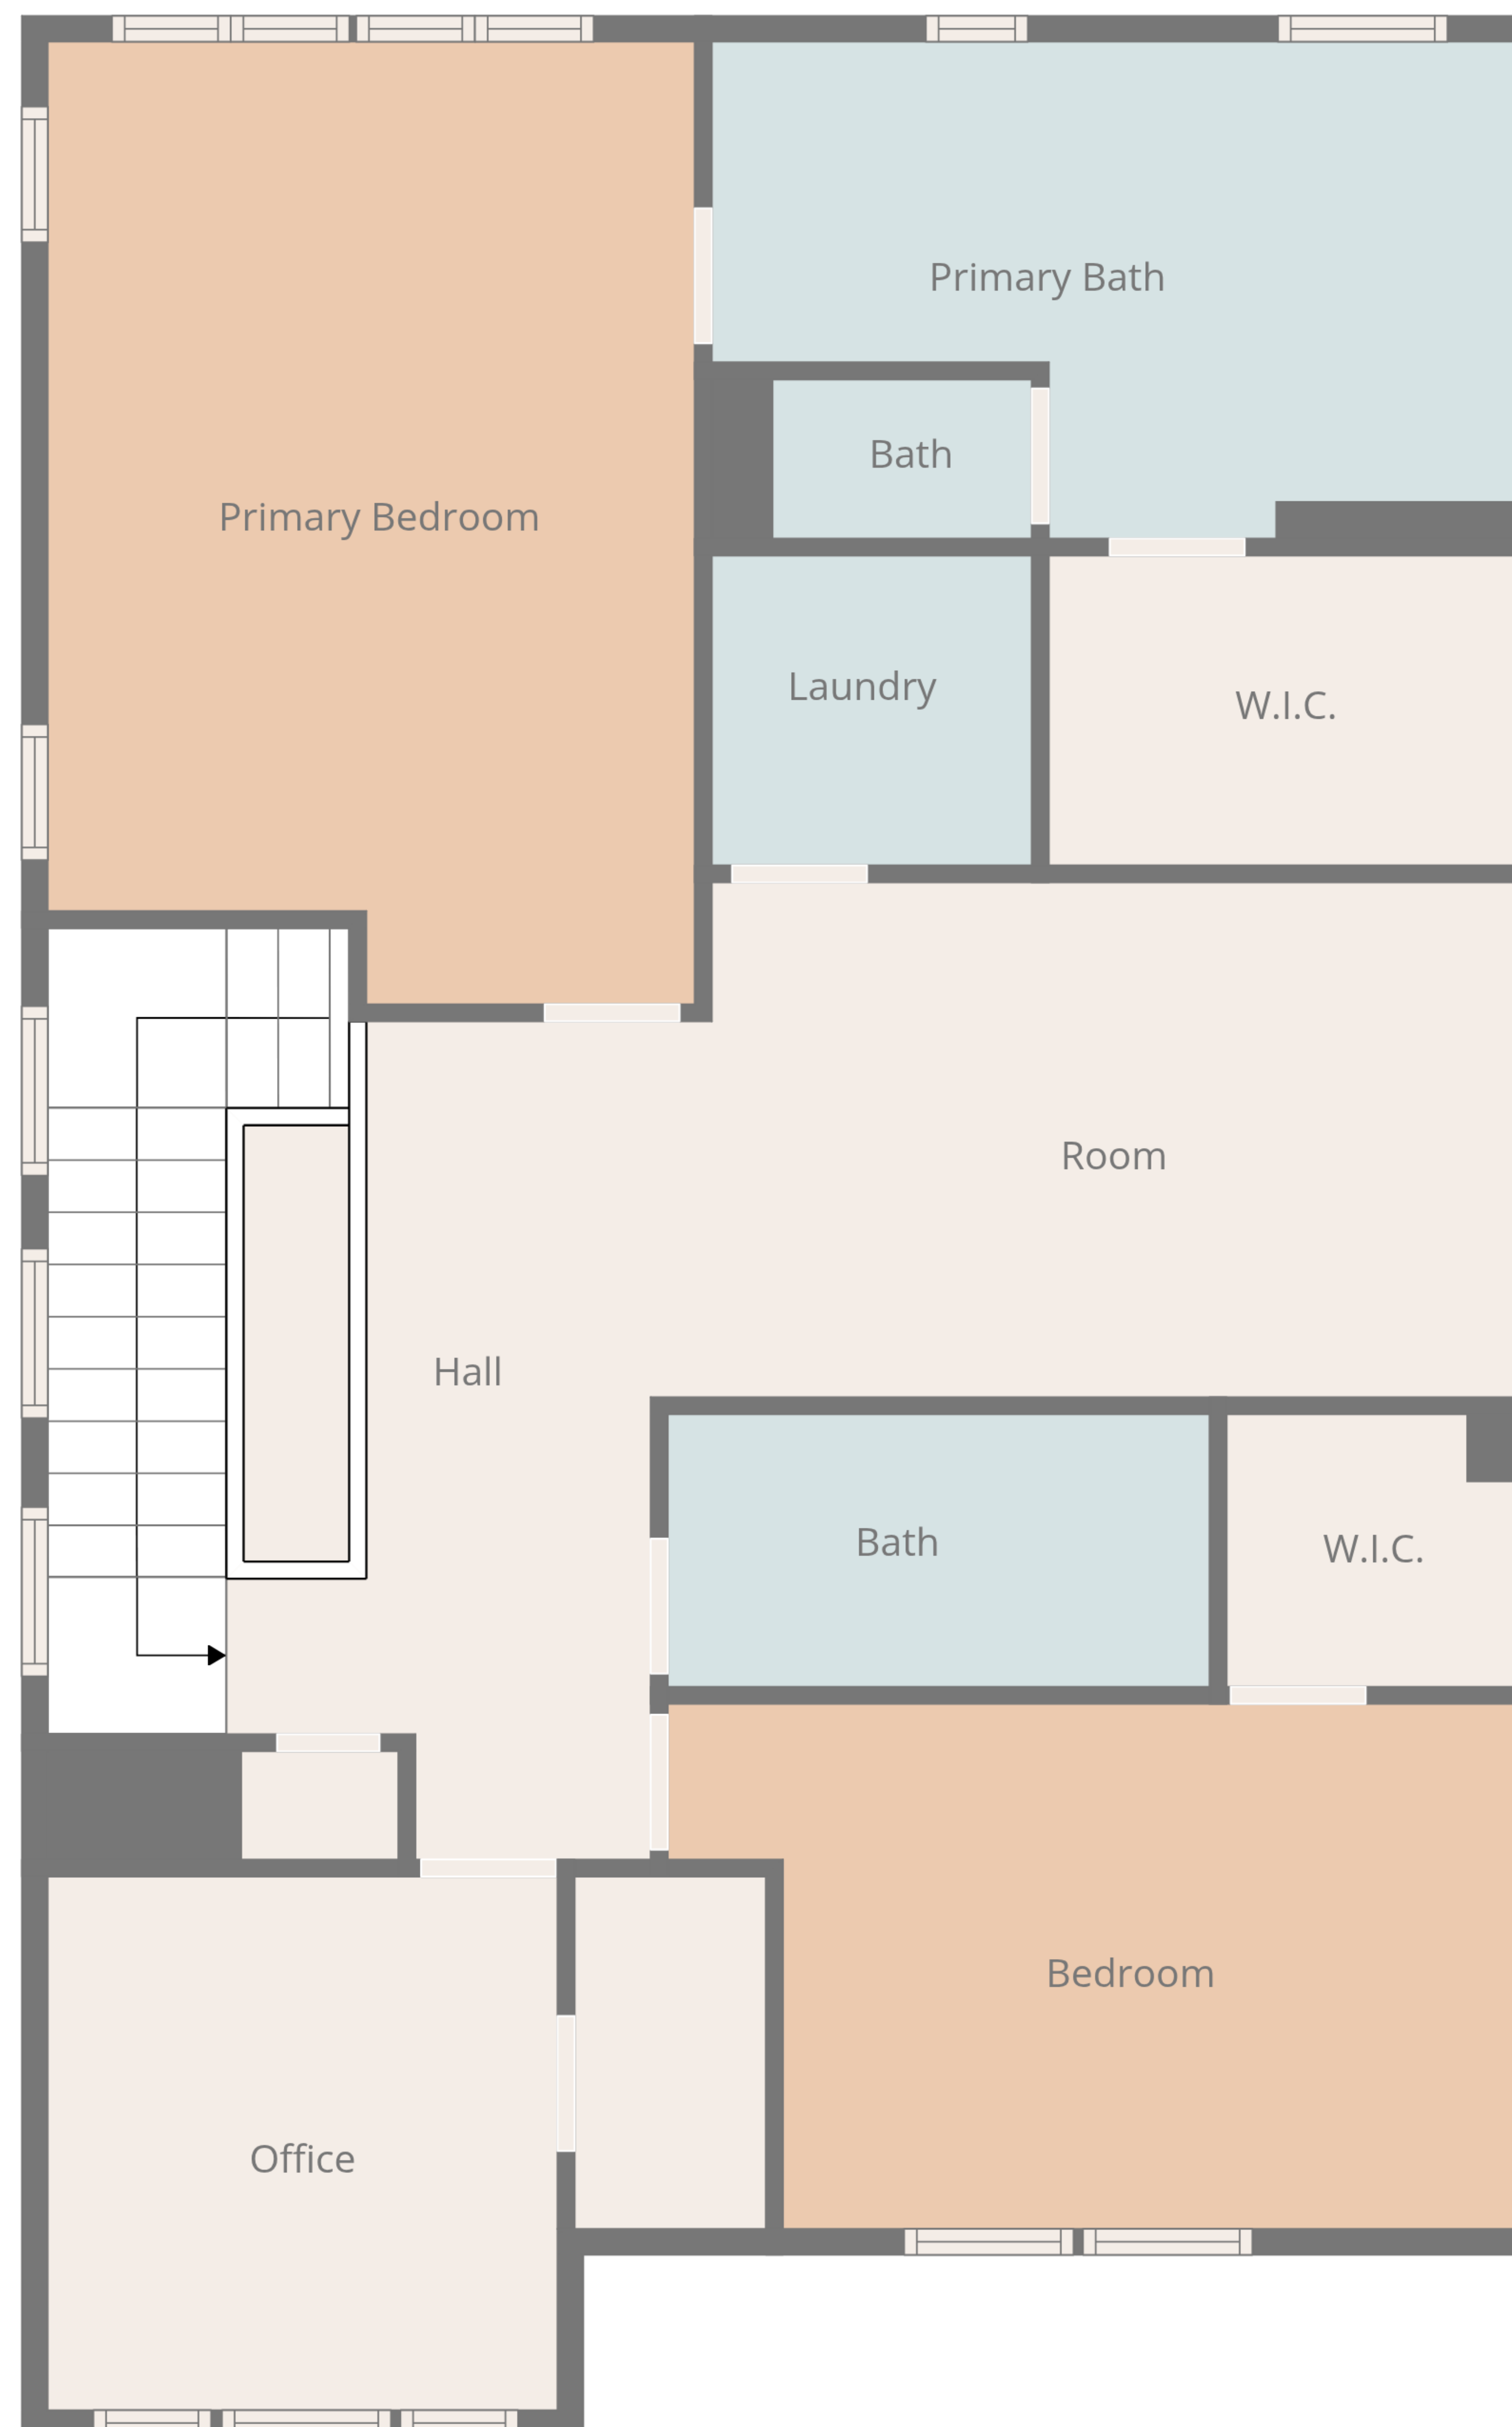 Primary Bath
Bath
Primary Bedroom
Laundry
W.I.C.
Room
Hall
Bath
W.I.C.
Bedroom
Office